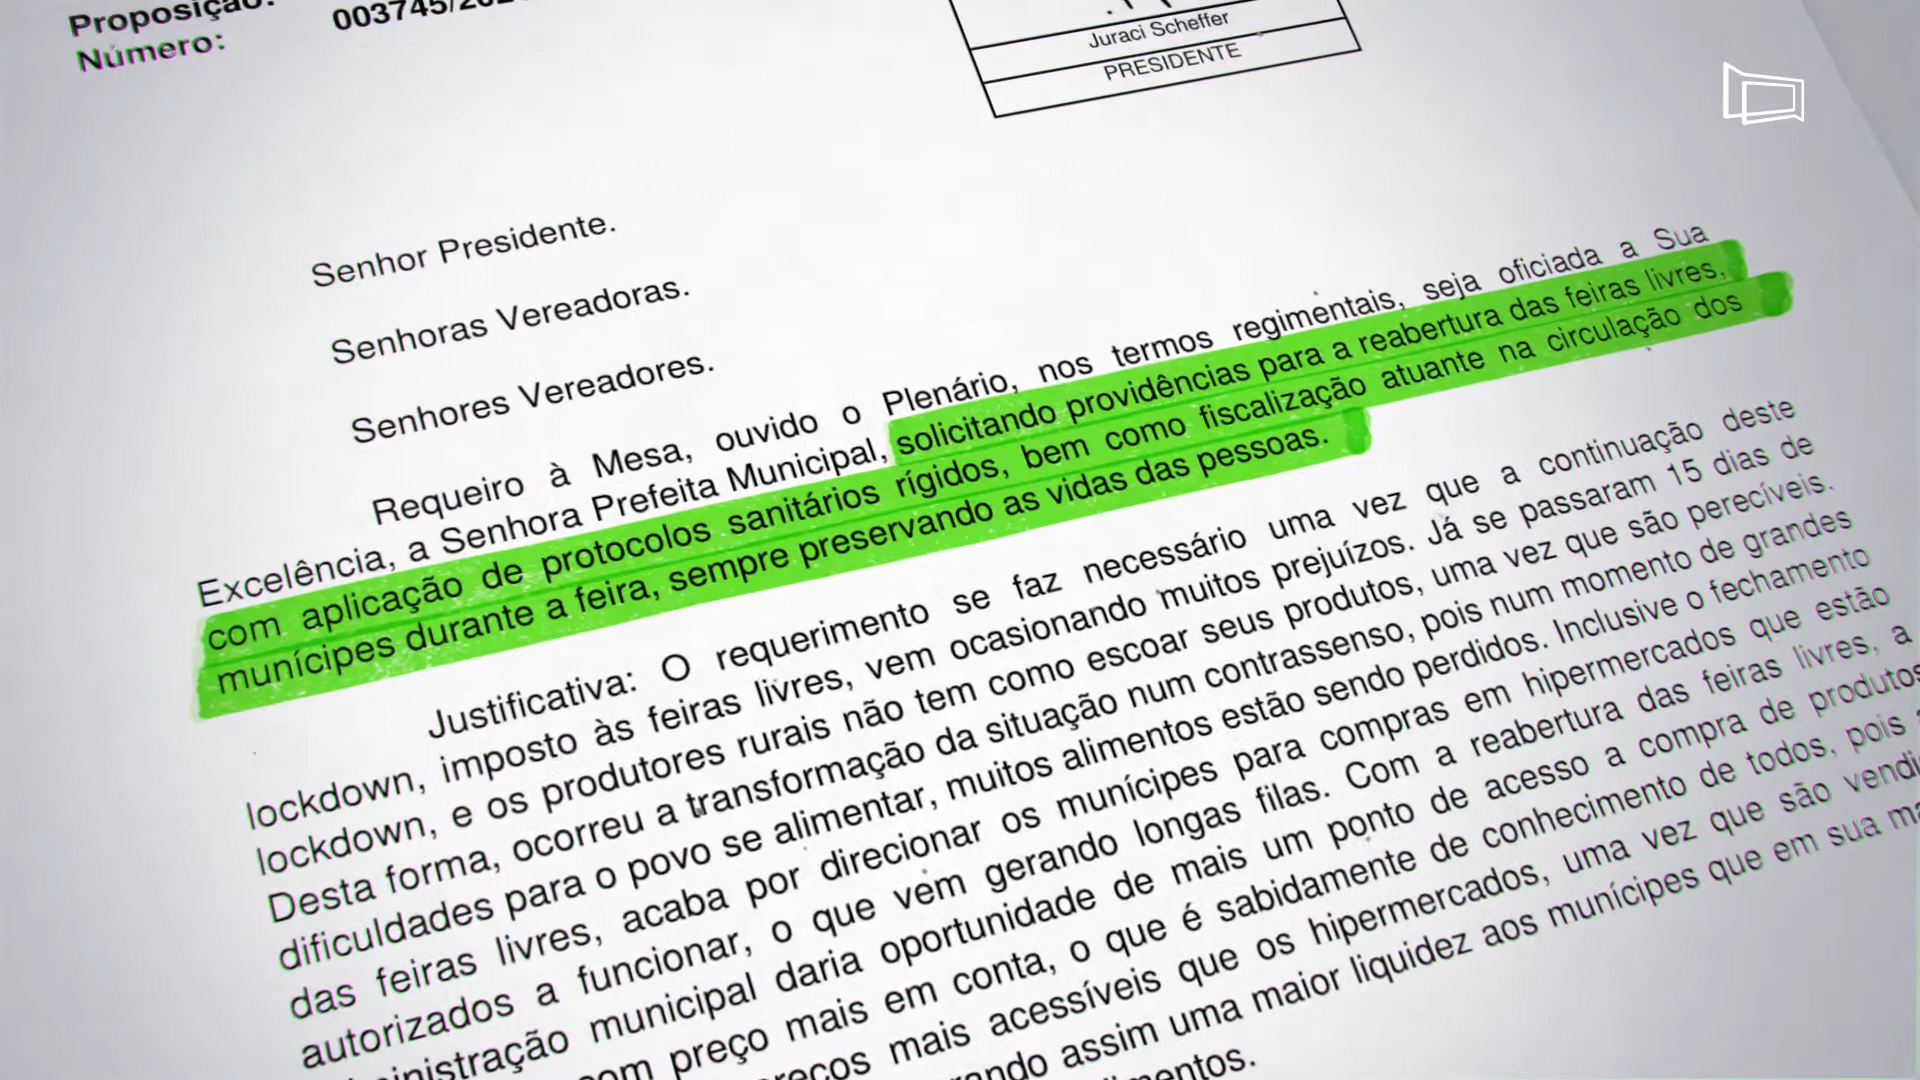 Proposição:
Número:
Juraci Scheffer
PRESIDENTE
Senhor Presidente.
Senhoras Vereadoras.
Senhores Vereadores.
Requeiro à Mesa, ouvido o Plenário, nos termos regimentais, seja oficiada a Sua
Excelência, a Senhora Prefeita Municipal, solicitando providências para a reabertura das feiras livres,
com aplicação de protocolos sanitários rígidos, bem como fiscalização atuante na circulação dos
munícipes durante a feira, sempre preservando as vidas das pessoas.
Justificativa: O requerimento se faz necessário uma vez que a continuação deste
lockdown, imposto às feiras livres, vem ocasionando muitos prejuízos. Já se passaram 15 dias de
lockdown, e os produtores rurais não tem como escoar seus produtos, uma vez que são perecíveis.
Desta forma, ocorreu a transformação da situação num contrassenso, pois num momento de grandes
dificuldades para o povo se alimentar, muitos alimentos estão sendo perdidos. Inclusive o fechamento
das feiras livres, acaba por direcionar os munícipes para compras em hipermercados que estão
autorizados a funcionar, o que vem gerando longas filas. Com a reabertura das feiras livres, a
municipal daria oportunidade de mais um ponto de acesso a compra de produtos
preço mais em conta, o que é sabidamente de conhecimento de todos, pois
mais acessíveis que os hipermercados, uma vez que são
assim uma maior liquidez aos munícipes que em sua